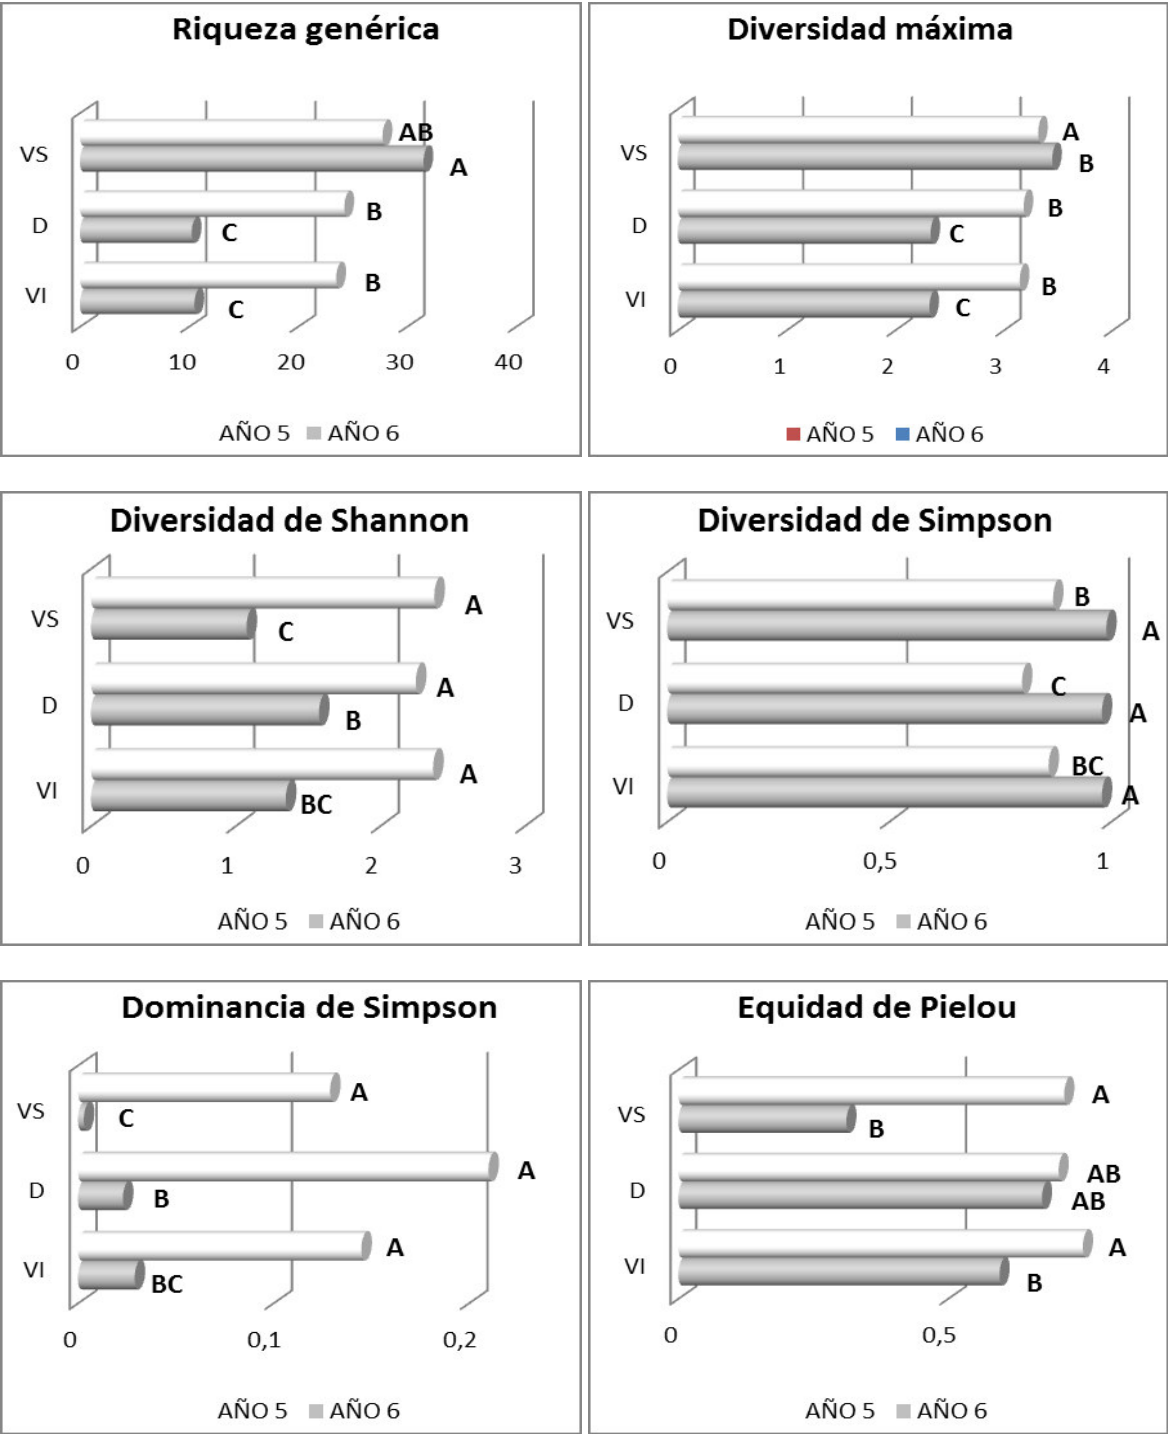 Riqueza genérica
VS
AB
A
D
B
C
VI
B
C
0 10 20 30 40
AÑO 5 AÑO 6
Diversidad máxima
VS
A
B
D
B
C
VI
B
C
0 1 2 3 4
AÑO 5 AÑO 6
Diversidad de Shannon
VS
A
C
D
A
B
VI
A
BC
0 1 2 3
AÑO 5 AÑO 6
Diversidad de Simpson
VS
B
A
D
C
A
VI
BC
A
0 0,5 1
AÑO 5 AÑO 6
Dominancia de Simpson
VS
A
C
D
A
B
VI
A
BC
0 0,1 0,2
AÑO 5 AÑO 6
Equidad de Pielou
VS
A
B
D
AB
AB
VI
A
B
0 0,5
AÑO 5 AÑO 6